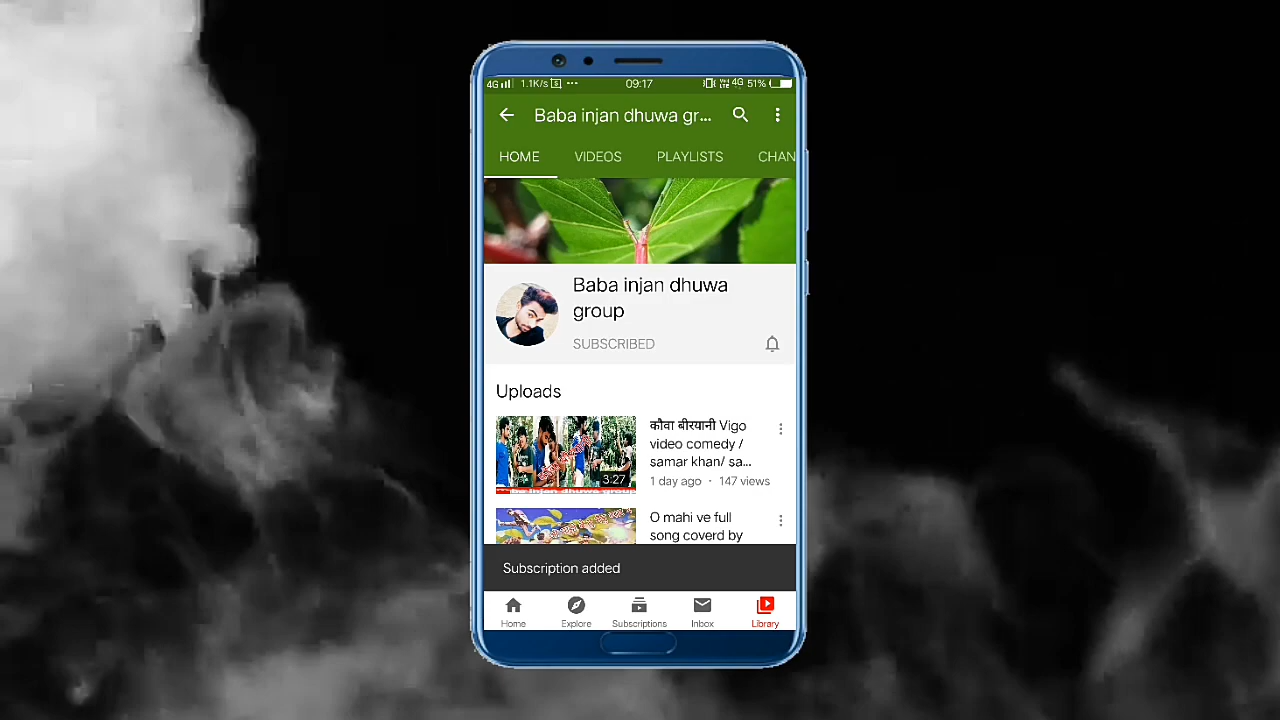 4G 1.1K/s 09:17 4G 51%
Baba injan dhuwa gr...
HOME VIDEOS PLAYLISTS CHAN
Baba injan dhuwa
group
SUBSCRIBED
Uploads
कौवा बीरयानी Vigo
video comedy /
samar khan/ sa...
1 day ago · 147 views
3:27
O mahi ve full
song coverd by
Subscription added
Home Explore Subscriptions Inbox Library